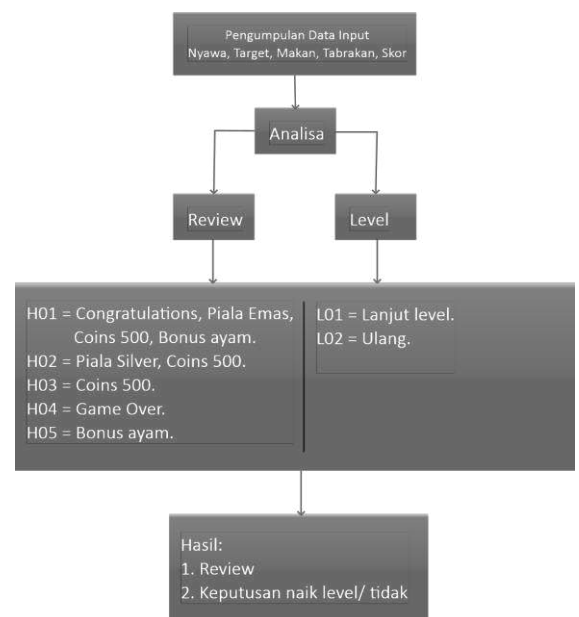 Pengumpulan Data Input
Nyawa, Target, Makan, Tabrakan, Skor
Analisa
Review
Level
H01 = Congratulations, Piala Emas,
Coins 500, Bonus ayam.
H02 = Piala Silver, Coins 500.
H03 = Coins 500.
H04 = Game Over.
H05 = Bonus ayam.
L01 = Lanjut level.
L02 = Ulang.
Hasil:
1. Review
2. Keputusan naik level/ tidak